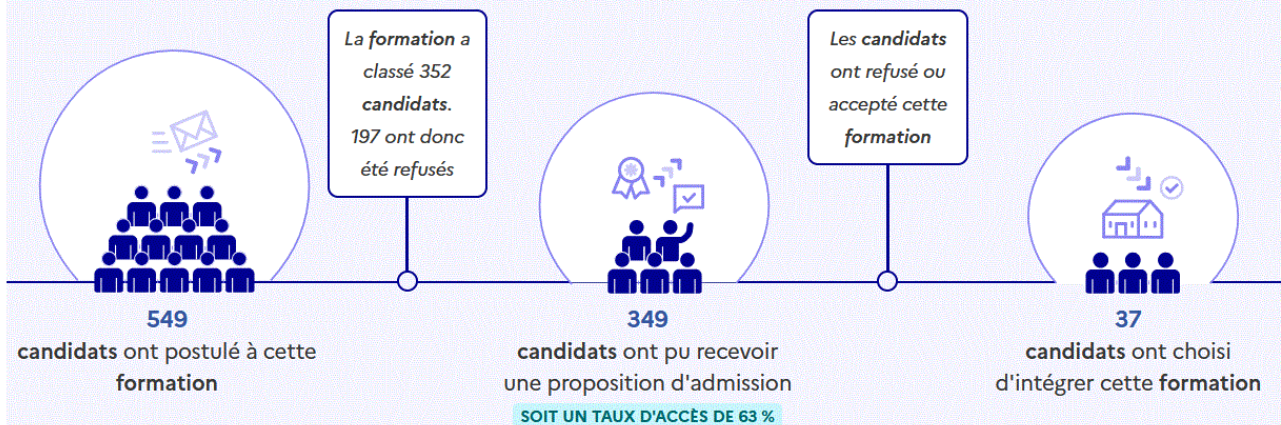 La formation a
classé 352
candidats.
197 ont donc
été refusés
Les candidats
ont refusé ou
accepté cette
formation
549
candidats ont postulé à cette
formation
349
candidats ont pu recevoir
une proposition d'admission
SOIT UN TAUX D'ACCÈS DE 63 %
37
candidats ont choisi
d'intégrer cette formation